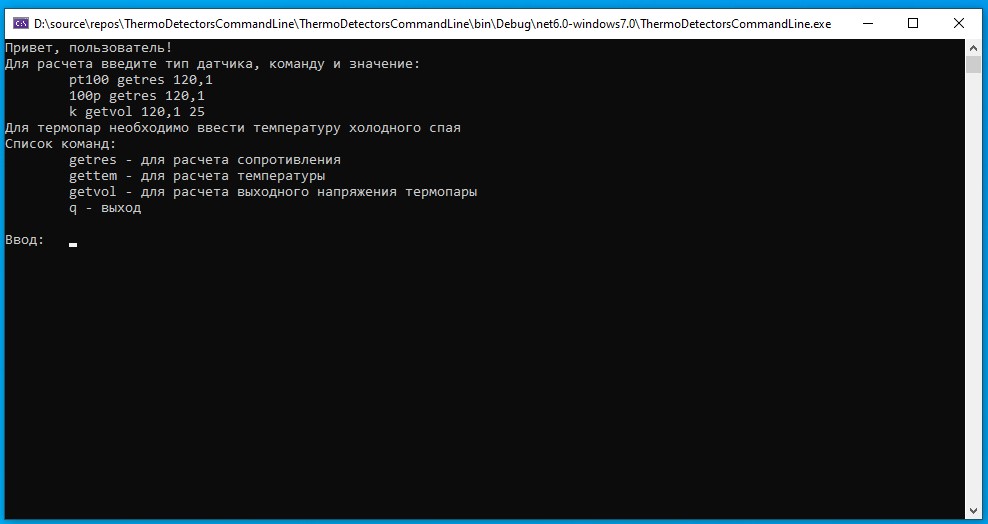 D:\source\repos\ThermoDetectorsCommandLine\ThermoDetectorsCommandLine\bin\Debug\net6.0-windows7.0\ThermoDetectorsCommandLine.exe
Привет, пользователь!
Для расчета введите тип датчика, команду и значение:
pt100 getres 120,1
100p getres 120,1
k getvol 120,1 25
Для термопар необходимо ввести температуру холодного спая
Список команд:
getres - для расчета сопротивления
gettem - для расчета температуры
getvol - для расчета выходного напряжения термопары
q - выход
Ввод: